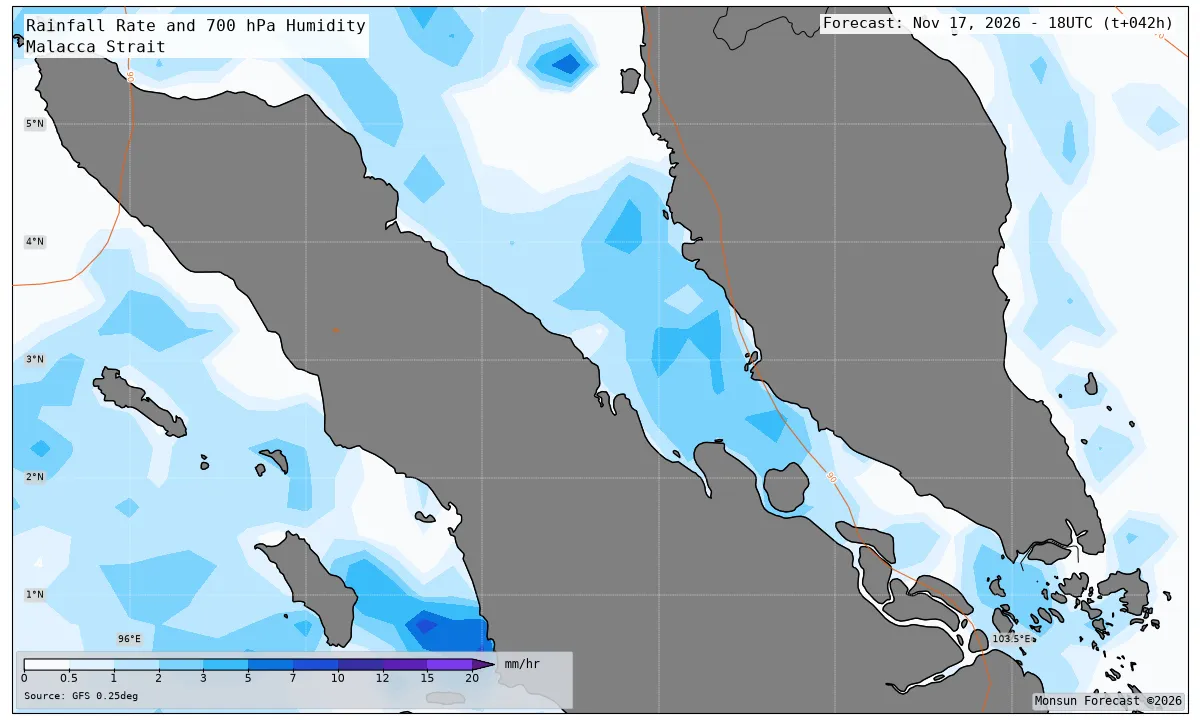 Rainfall Rate and 700 hPa Humidity
Malacca Strait
Forecast: Nov 17, 2026 - 18UTC (t+042h)
90
5°N
4°N
3°N
2°N
90
1°N
96°E
103.5°E
mm/hr
0 0.5 1 2 3 5 7 10 12 15 20
Source: GFS 0.25deg
Monsun Forecast ©2026